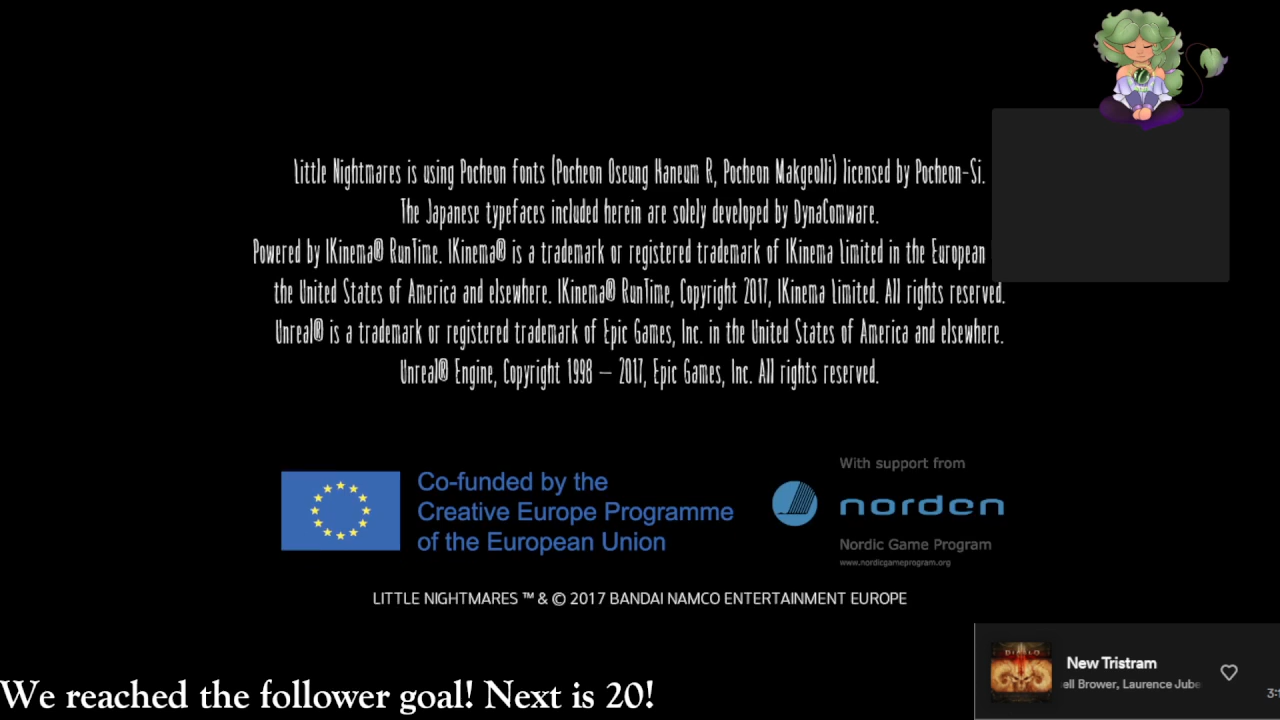 Little Nightmares is using Pocheon fonts (Pocheon Oseung Haneum R, Pocheon Makgeolli) licensed by Pocheon-Si.
The Japanese typefaces included herein are solely developed by DynaComware.
Powered by IKinema® RunTime. IKinema® is a trademark or registered trademark of IKinema Limited in the European
the United States of America and elsewhere. IKinema® RunTime, Copyright 2017, IKinema Limited. All rights reserved.
Unreal® is a trademark or registered trademark of Epic Games, Inc. in the United States of America and elsewhere.
Unreal® Engine, Copyright 1998 – 2017, Epic Games, Inc. All rights reserved.
Co-funded by the
Creative Europe Programme
of the European Union
With support from
norden
Nordic Game Program
www.nordicgameprogram.org
LITTLE NIGHTMARES ™ & © 2017 BANDAI NAMCO ENTERTAINMENT EUROPE
DIABLO
New Tristram
ell Brower, Laurence Jube
We reached the follower goal! Next is 20!